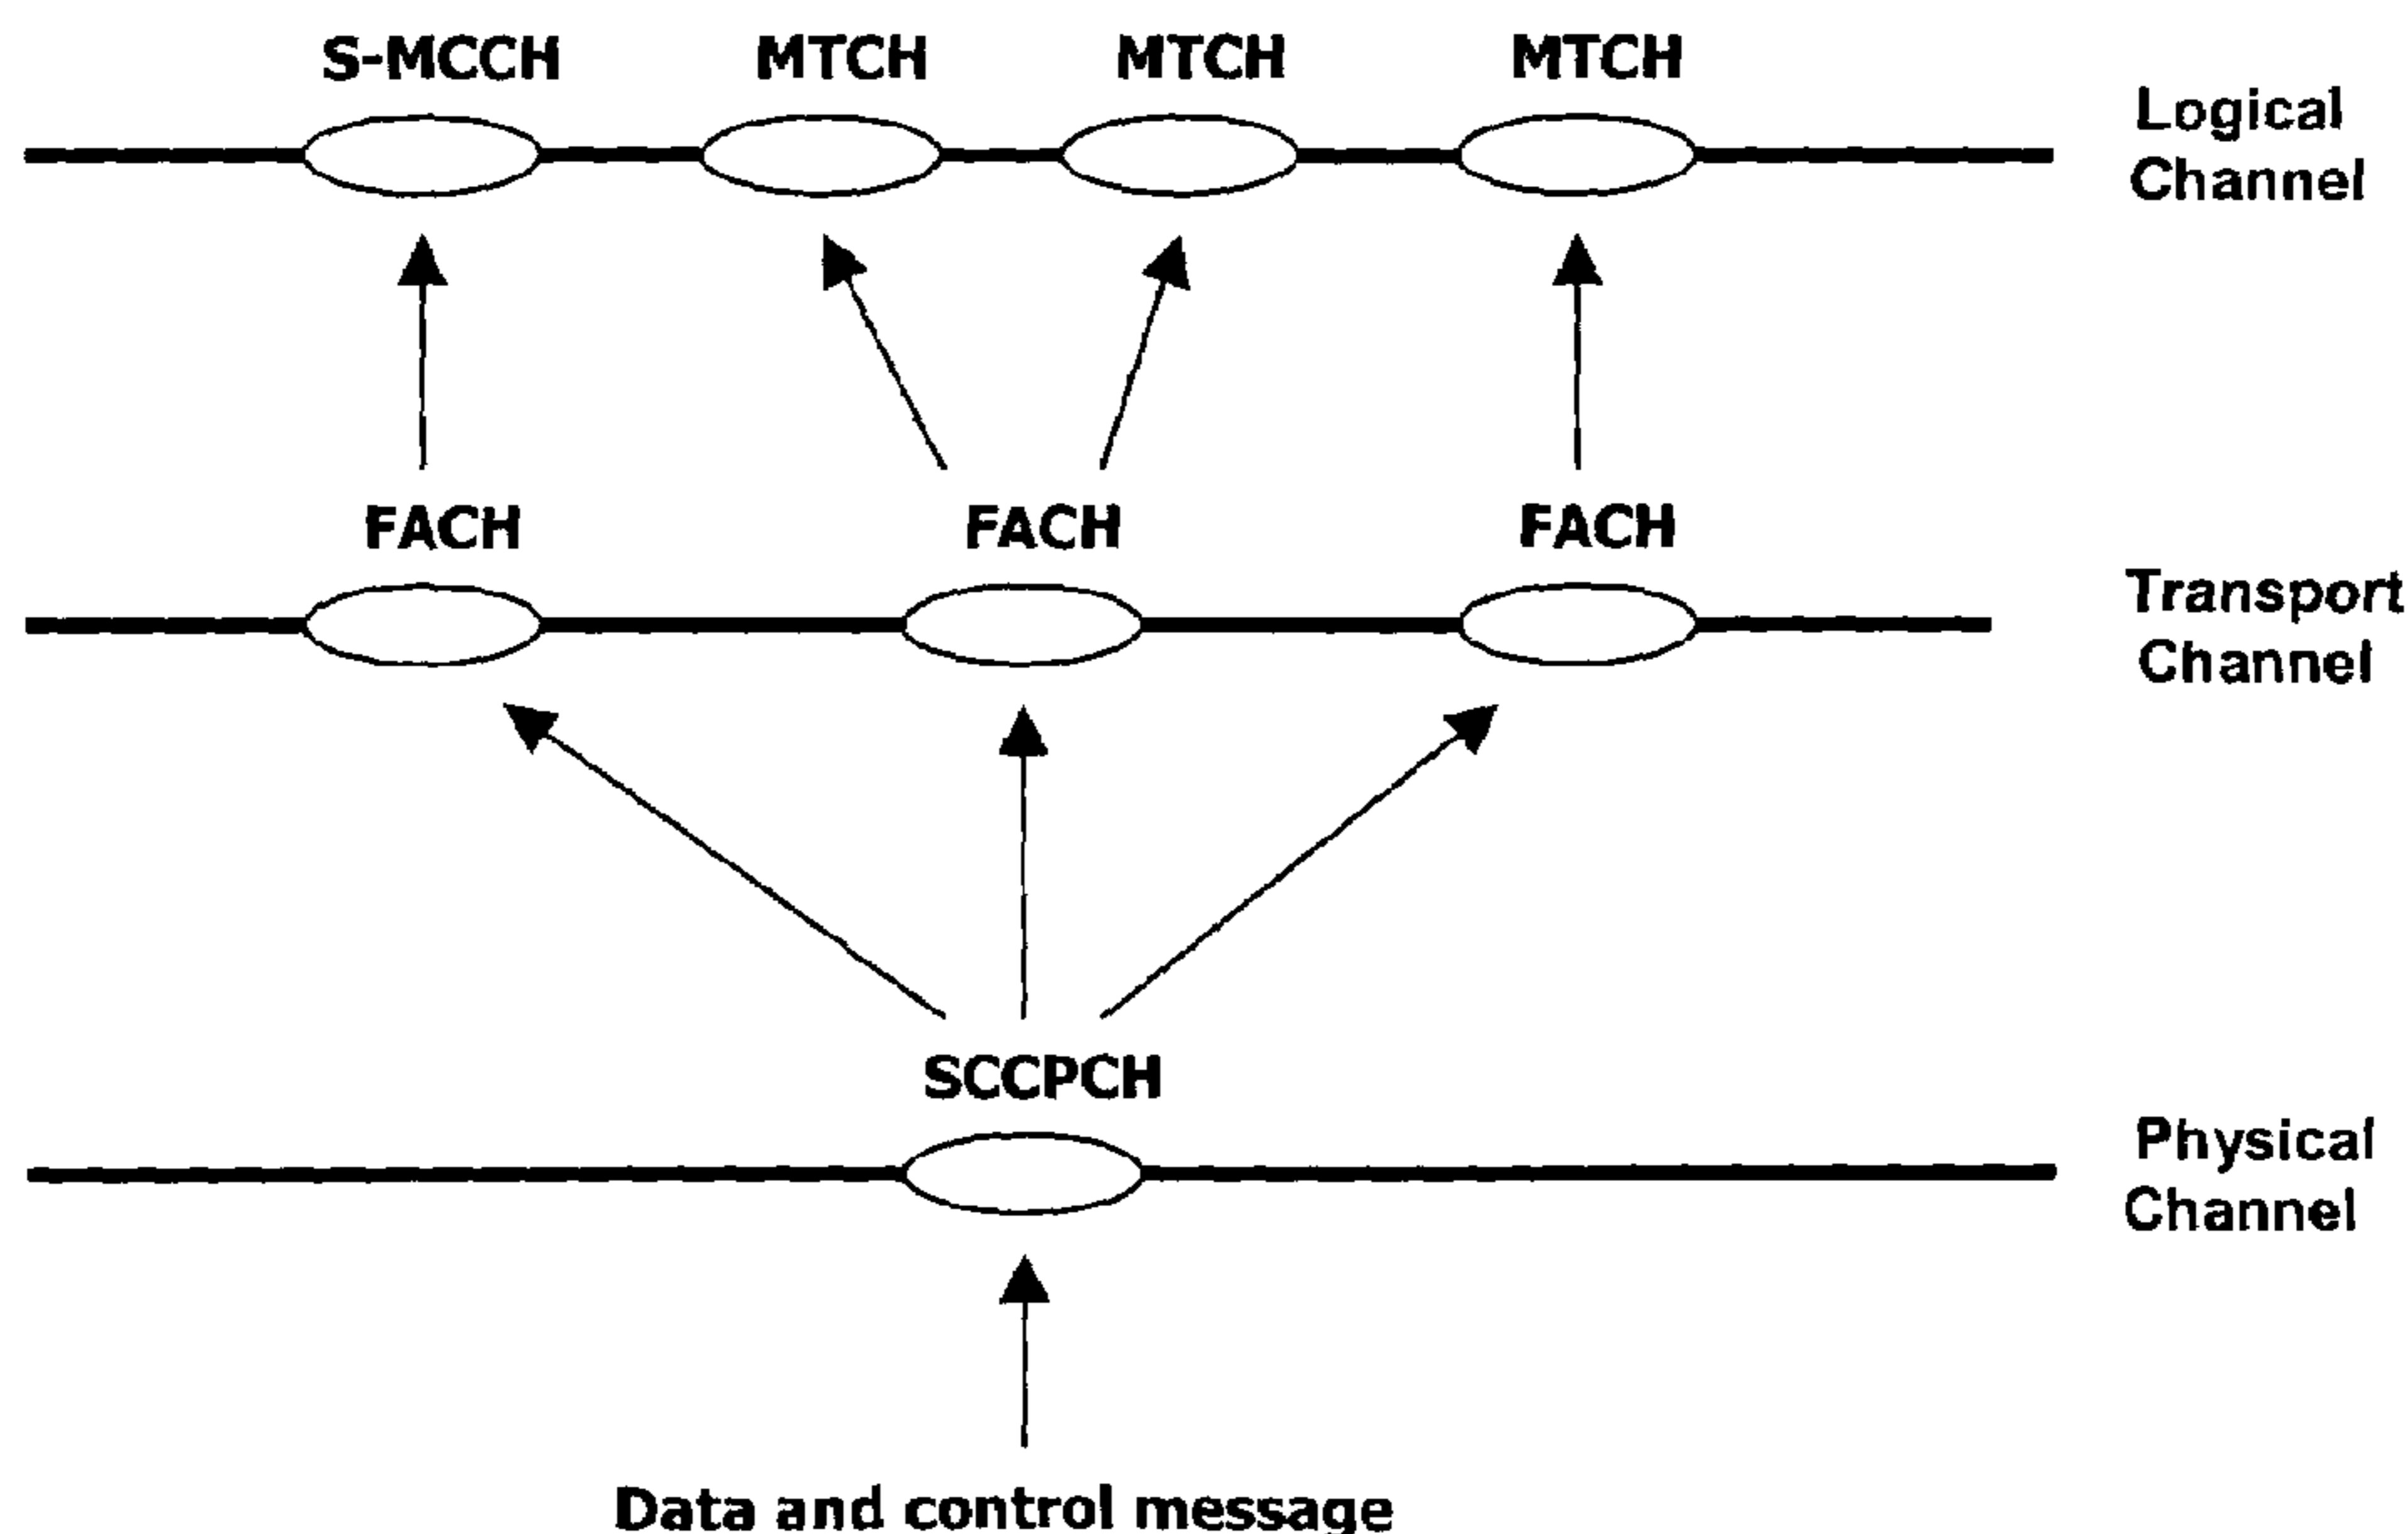 S-MCCH MTCH MTCH MTCH
Logical
Channel
FACH FACH FACH
Transport
Channel
SCCPCH
Physical
Channel
Data and control message